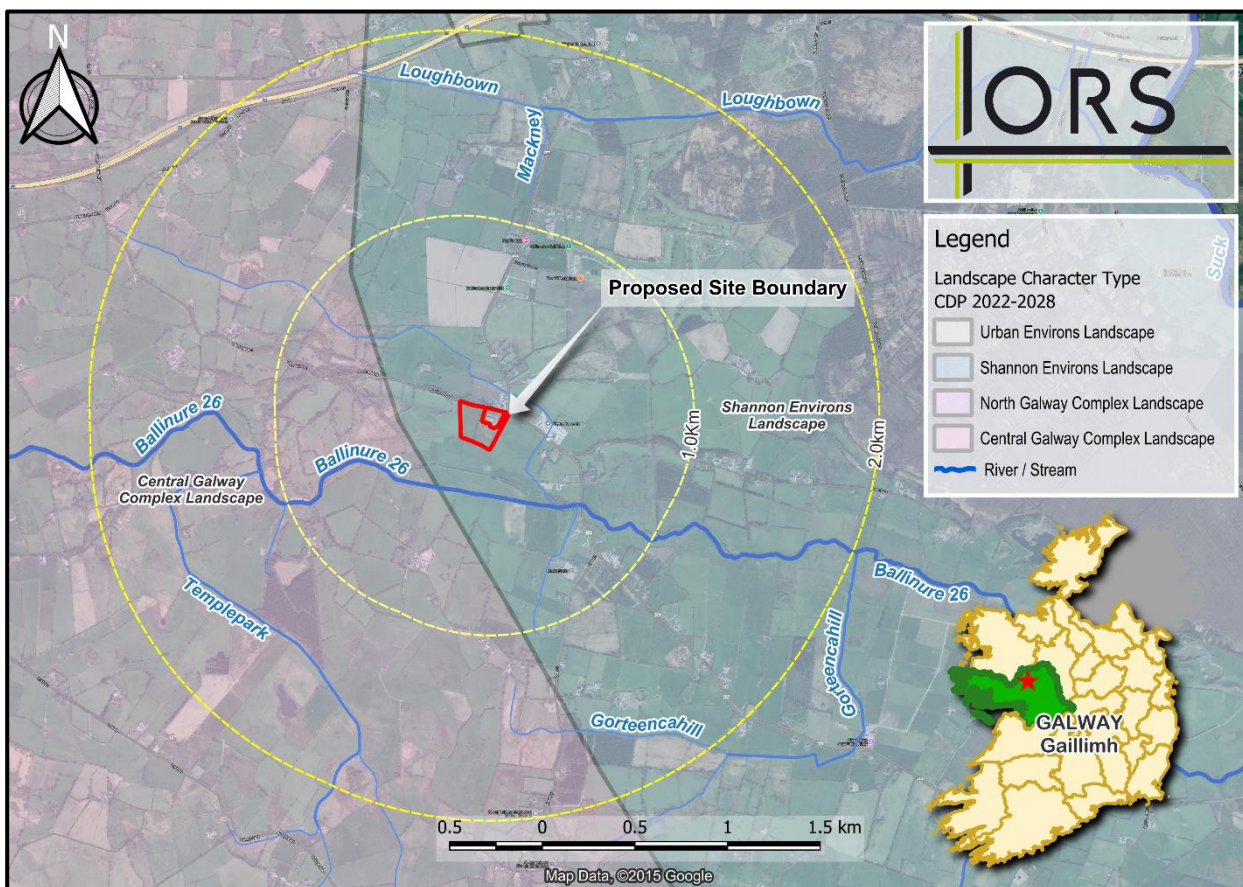 N
ORS
Loughbown
Loughbown
Mackney
Suck
Legend
Landscape Character Type
CDP 2022-2028
Urban Environs Landscape
Shannon Environs Landscape
North Galway Complex Landscape
Central Galway Complex Landscape
River / Stream
Proposed Site Boundary
Shannon Environs
Landscape
1.0Km
2.0km
Ballinure 26
Ballinure 26
Central Galway
Complex Landscape
Templepark
Ballinure 26
Gorteencahill
Gorteencahill
GALWAY
Gaillimh
0.5 0 0.5 1 1.5 km
Map Data, ©2015 Google